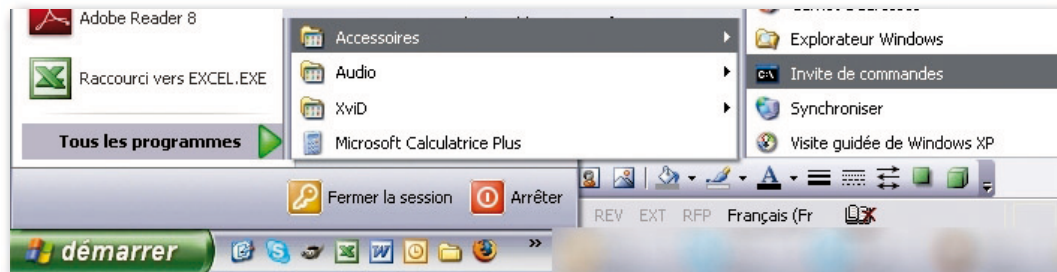 Adobe Reader 8
Raccourci vers EXCEL.EXE
Tous les programmes
Accessoires
Audio
XviD
Microsoft Calculatrice Plus
Explorateur Windows
C:\ Invite de commandes
Synchroniser
Visite guidée de Windows XP
Fermer la session
Arrêter
A
REV EXT RFP Français (Fr
démarrer
»